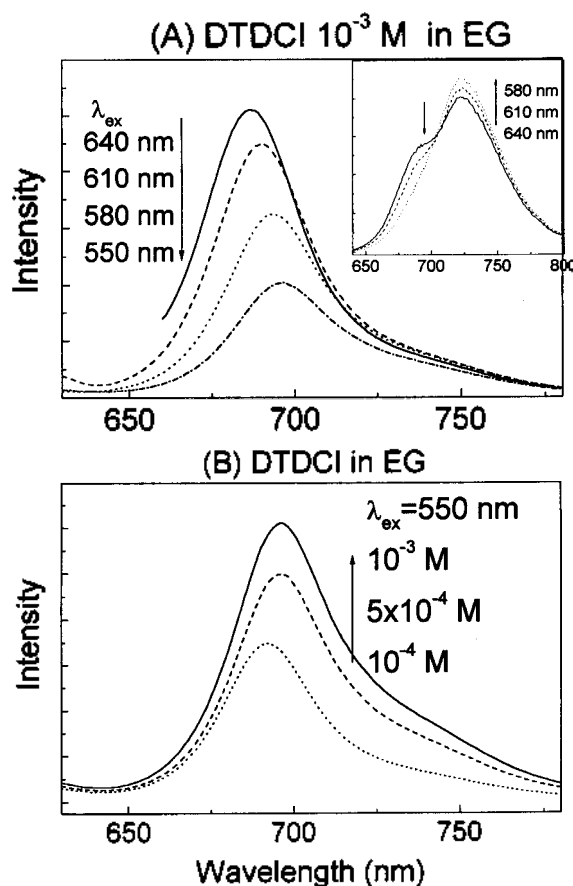 (A) DTDCI 10⁻³ M in EG
λex
640 nm
610 nm
580 nm
550 nm
580 nm
610 nm
640 nm
640 700 750 800
Intensity
650 700 750
(B) DTDCI in EG
λex=550 nm
10⁻³ M
5x10⁻⁴ M
10⁻⁴ M
Intensity
650 700 750
Wavelength (nm)